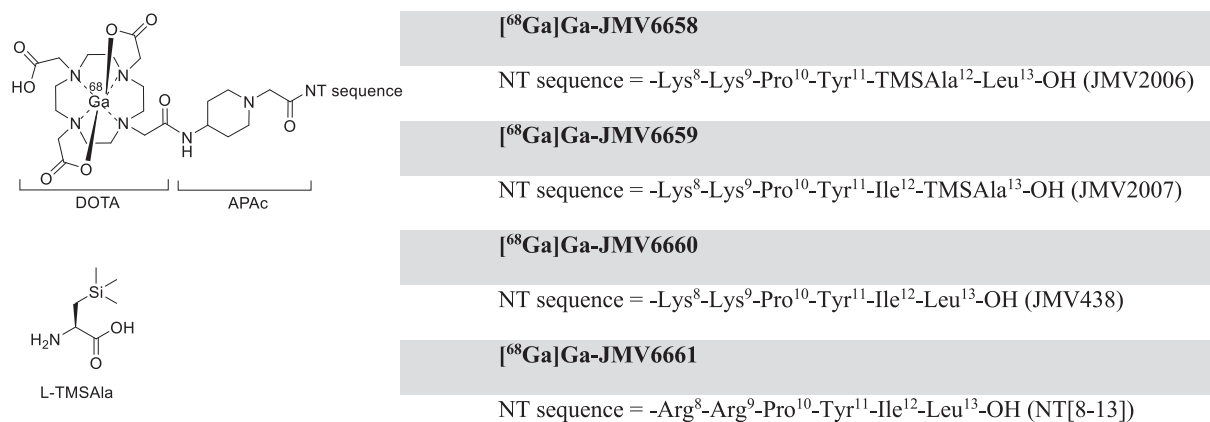 [⁶⁸Ga]Ga-JMV6658
NT sequence = -Lys⁸-Lys⁹-Pro¹⁰-Tyr¹¹-TMSAla¹²-Leu¹³-OH (JMV2006)
[⁶⁸Ga]Ga-JMV6659
NT sequence = -Lys⁸-Lys⁹-Pro¹⁰-Tyr¹¹-Ile¹²-TMSAla¹³-OH (JMV2007)
[⁶⁸Ga]Ga-JMV6660
NT sequence = -Lys⁸-Lys⁹-Pro¹⁰-Tyr¹¹-Ile¹²-Leu¹³-OH (JMV438)
[⁶⁸Ga]Ga-JMV6661
NT sequence = -Arg⁸-Arg⁹-Pro¹⁰-Tyr¹¹-Ile¹²-Leu¹³-OH (NT[8-13])
O
O O
O
HO
N N
⁶⁸Ga
N N
O
O
O
N
H
N
O
NT sequence
DOTA APAc
Si
H₂N
OH
O
L-TMSAla